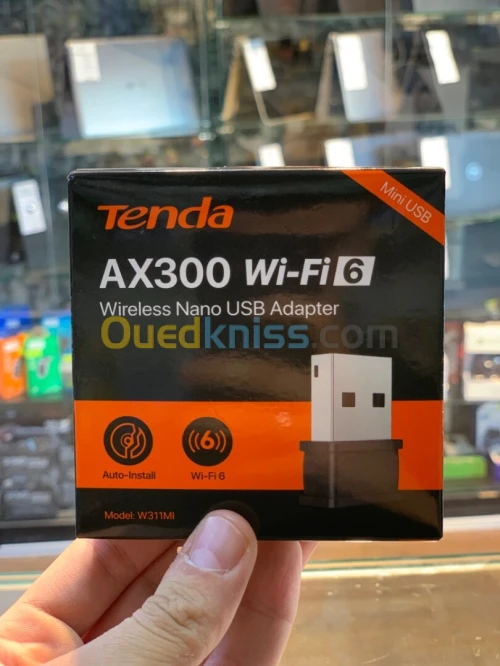 Mini USB
Tenda
AX300 Wi-Fi 6
Wireless Nano USB Adapter
Ouedkniss.com
Auto-Install
6
Wi-Fi 6
Model: W311MI